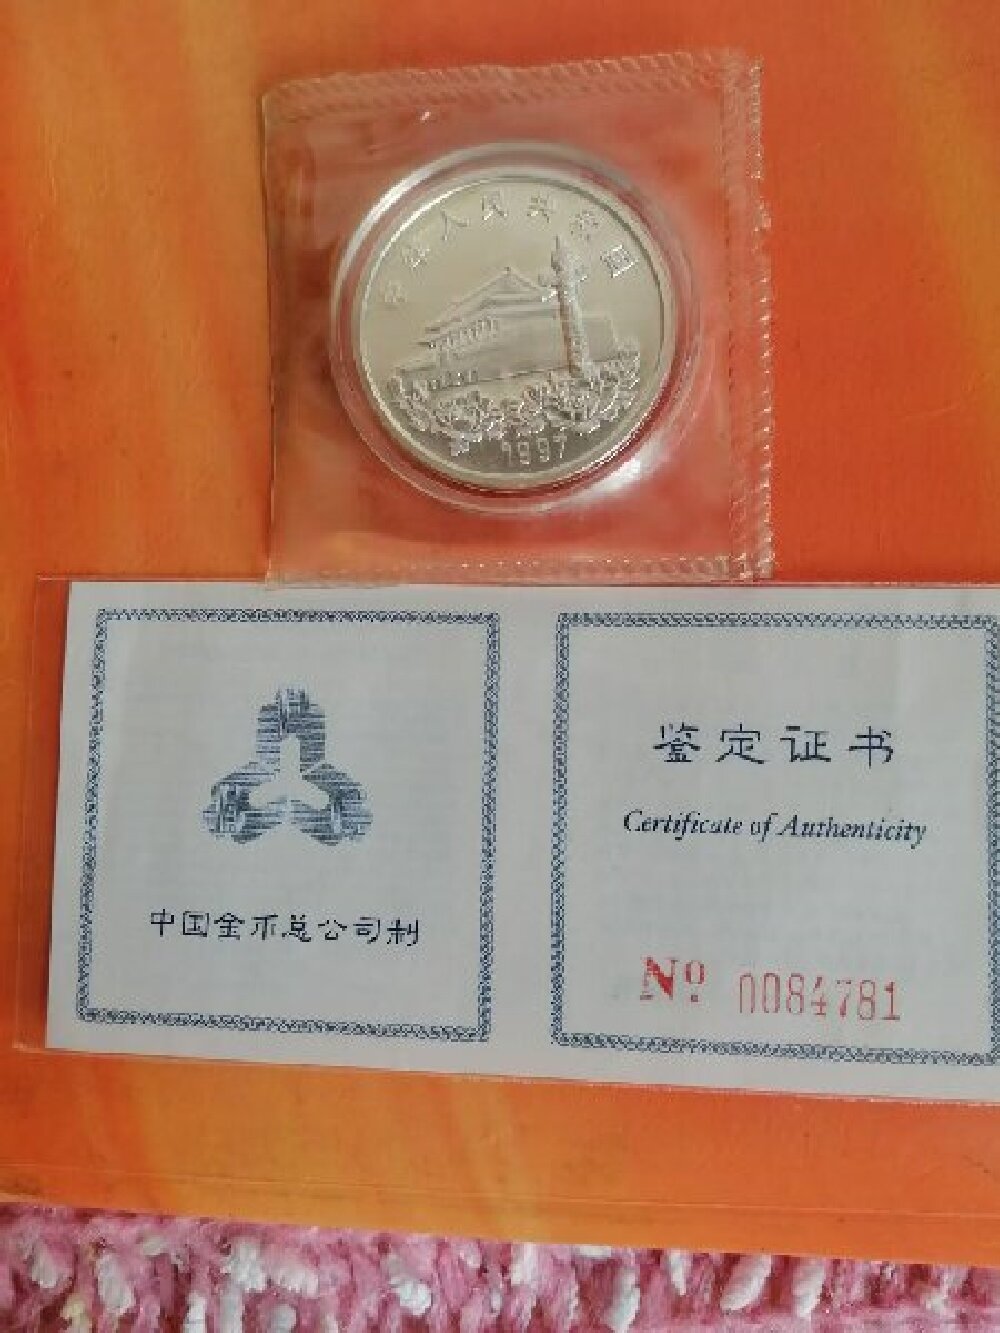 中华人民共和国
1997
中国金币总公司制
鉴定证书
Certificate of Authenticity
Nº 0084781